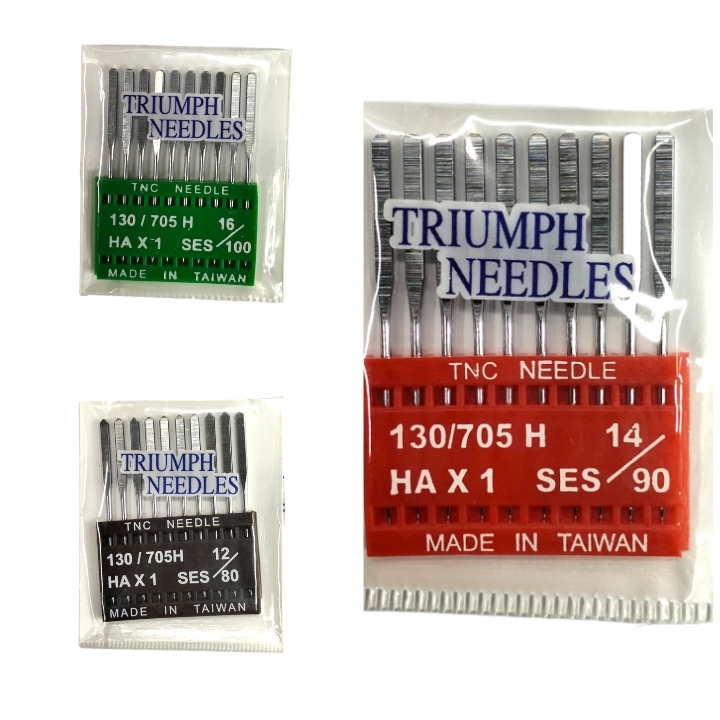 TRIUMPH
NEEDLES
TNC NEEDLE
130 / 705 H 16/
HA X 1 SES /100
MADE IN TAIWAN
TRIUMPH
NEEDLES
TNC NEEDLE
130/705 H 14/
HA X 1 SES /90
MADE IN TAIWAN
TRIUMPH
NEEDLES
TNC NEEDLE
130 / 705H 12/
HA X 1 SES /80
MADE IN TAIWAN